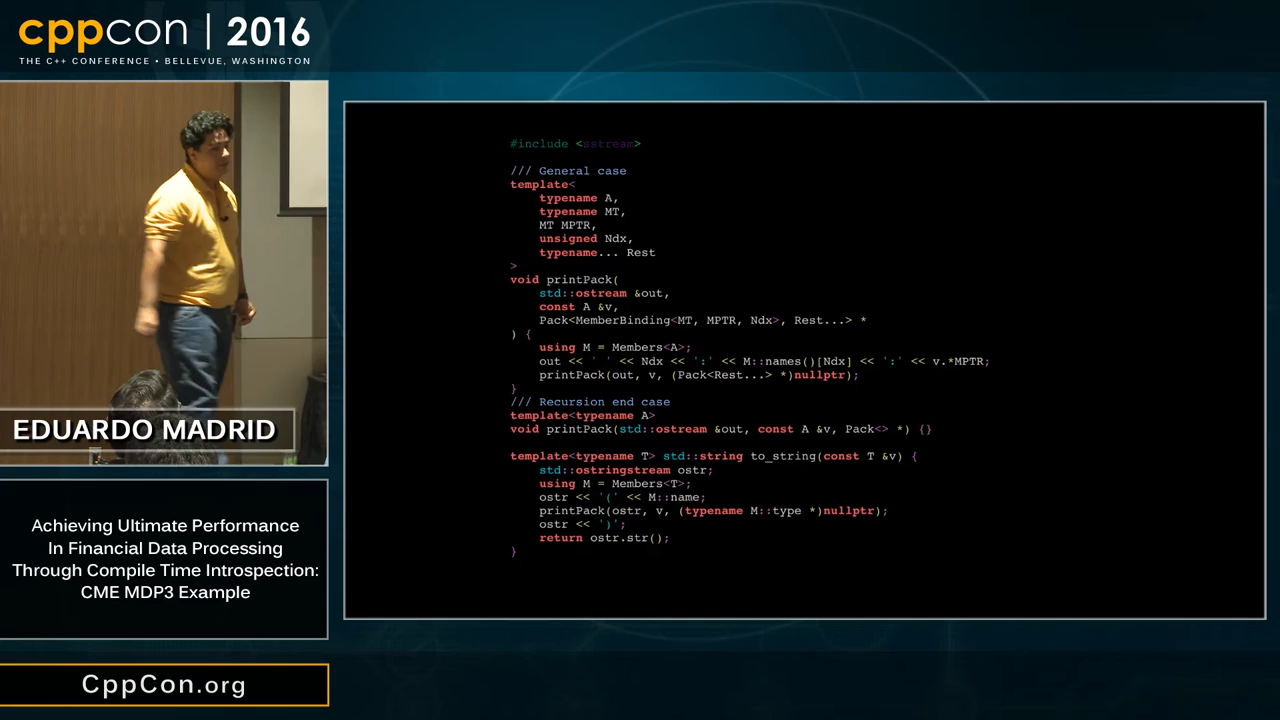 cppcon | 2016
THE C++ CONFERENCE • BELLEVUE, WASHINGTON
#include <sstream>
/// General case
template<
    typename A,
    typename MT,
    MT MPTR,
    unsigned Ndx,
    typename... Rest
>
void printPack(
    std::ostream &out,
    const A &v,
    Pack<MemberBinding<MT, MPTR, Ndx>, Rest...> *
) {
    using M = Members<A>;
    out << ' ' << Ndx << ':' << M::names()[Ndx] << ':' << v.*MPTR;
    printPack(out, v, (Pack<Rest...> *)nullptr);
}
/// Recursion end case
template<typename A>
void printPack(std::ostream &out, const A &v, Pack<> *) {}
template<typename T> std::string to_string(const T &v) {
    std::ostringstream ostr;
    using M = Members<T>;
    ostr << '(' << M::name;
    printPack(ostr, v, (typename M::type *)nullptr);
    ostr << ')';
    return ostr.str();
}
EDUARDO MADRID
Achieving Ultimate Performance
In Financial Data Processing
Through Compile Time Introspection:
CME MDP3 Example
CppCon.org